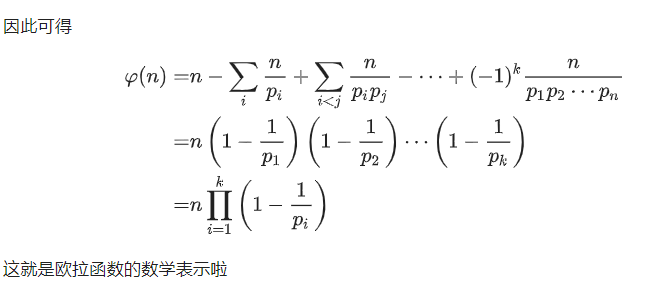 因此可得
φ(n) =n − ∑_i n/p_i + ∑_{i<j} n/(p_i p_j) − ⋯ + (−1)^k n/(p_1 p_2 ⋯ p_n)
=n (1 − 1/p_1) (1 − 1/p_2) ⋯ (1 − 1/p_k)
=n ∏_{i=1}^{k} (1 − 1/p_i)
这就是欧拉函数的数学表示啦